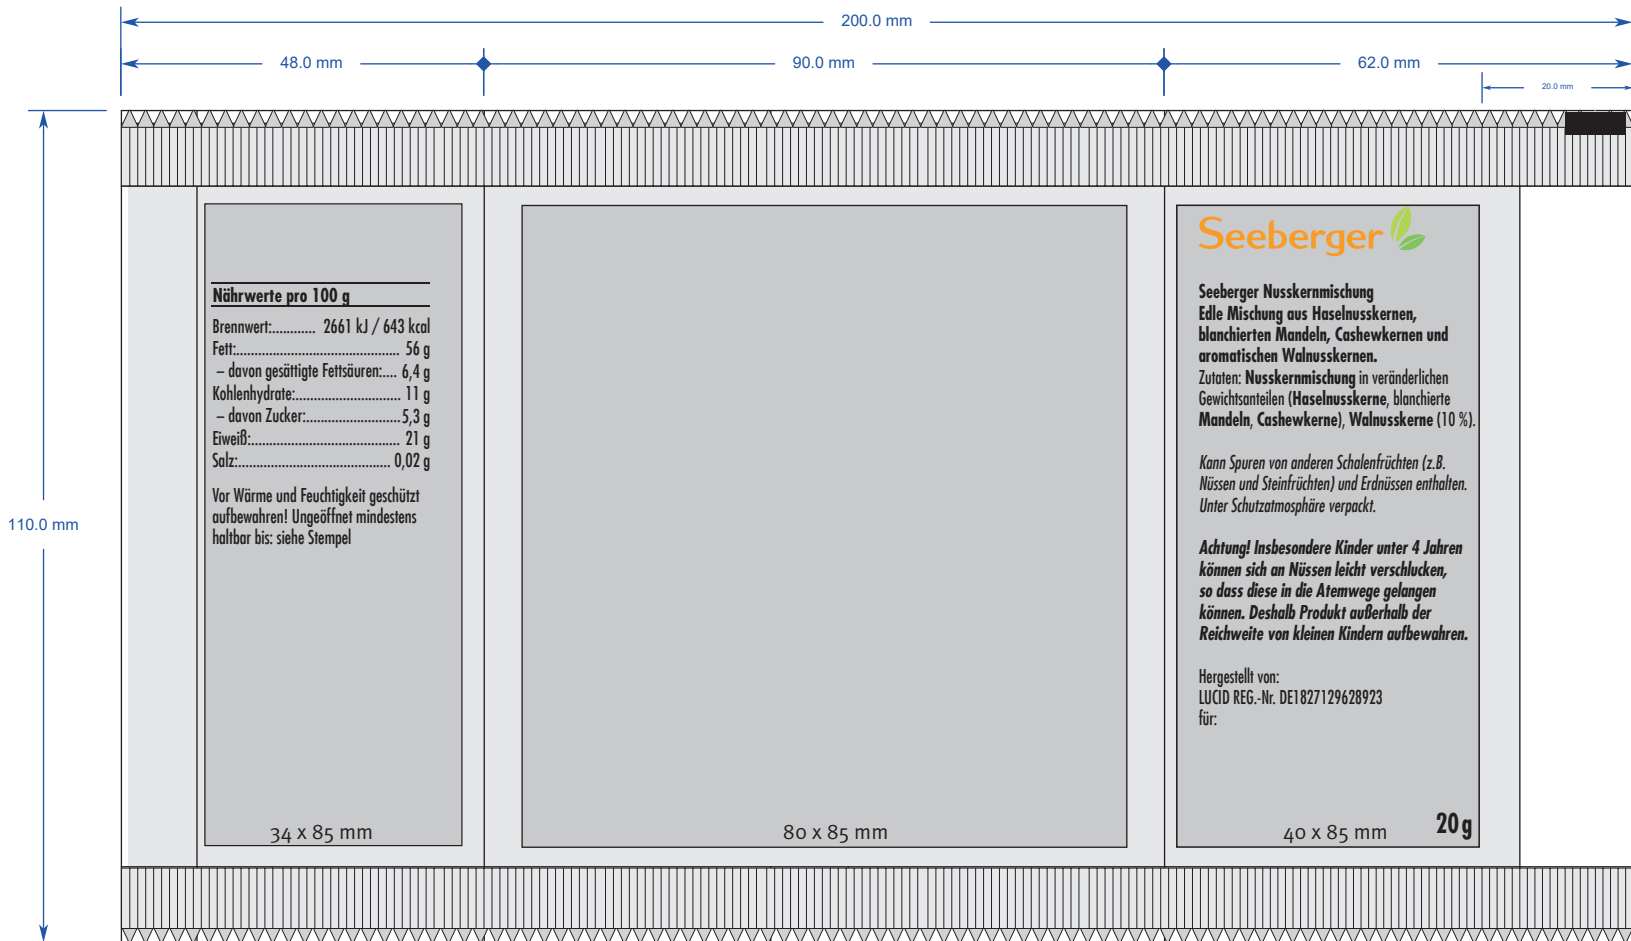 200.0 mm
48.0 mm
90.0 mm
62.0 mm
20.0 mm
110.0 mm
Nährwerte pro 100 g
Brennwert:............ 2661 kJ / 643 kcal
Fett:............................................ 56 g
– davon gesättigte Fettsäuren:.... 6,4 g
Kohlenhydrate:............................. 11 g
– davon Zucker:..........................5,3 g
Eiweiß:........................................ 21 g
Salz:......................................... 0,02 g
Vor Wärme und Feuchtigkeit geschützt
aufbewahren! Ungeöffnet mindestens
haltbar bis: siehe Stempel
34 x 85 mm
80 x 85 mm
Seeberger
Seeberger Nusskernmischung
Edle Mischung aus Haselnusskernen,
blanchierten Mandeln, Cashewkernen und
aromatischen Walnusskernen.
Zutaten: Nusskernmischung in veränderlichen
Gewichtsanteilen (Haselnusskerne, blanchierte
Mandeln, Cashewkerne), Walnusskerne (10 %).
Kann Spuren von anderen Schalenfrüchten (z.B.
Nüssen und Steinfrüchten) und Erdnüssen enthalten.
Unter Schutzatmosphäre verpackt.
Achtung! Insbesondere Kinder unter 4 Jahren
können sich an Nüssen leicht verschlucken,
so dass diese in die Atemwege gelangen
können. Deshalb Produkt außerhalb der
Reichweite von kleinen Kindern aufbewahren.
Hergestellt von:
LUCID REG.-Nr. DE1827129628923
für:
40 x 85 mm
20 g